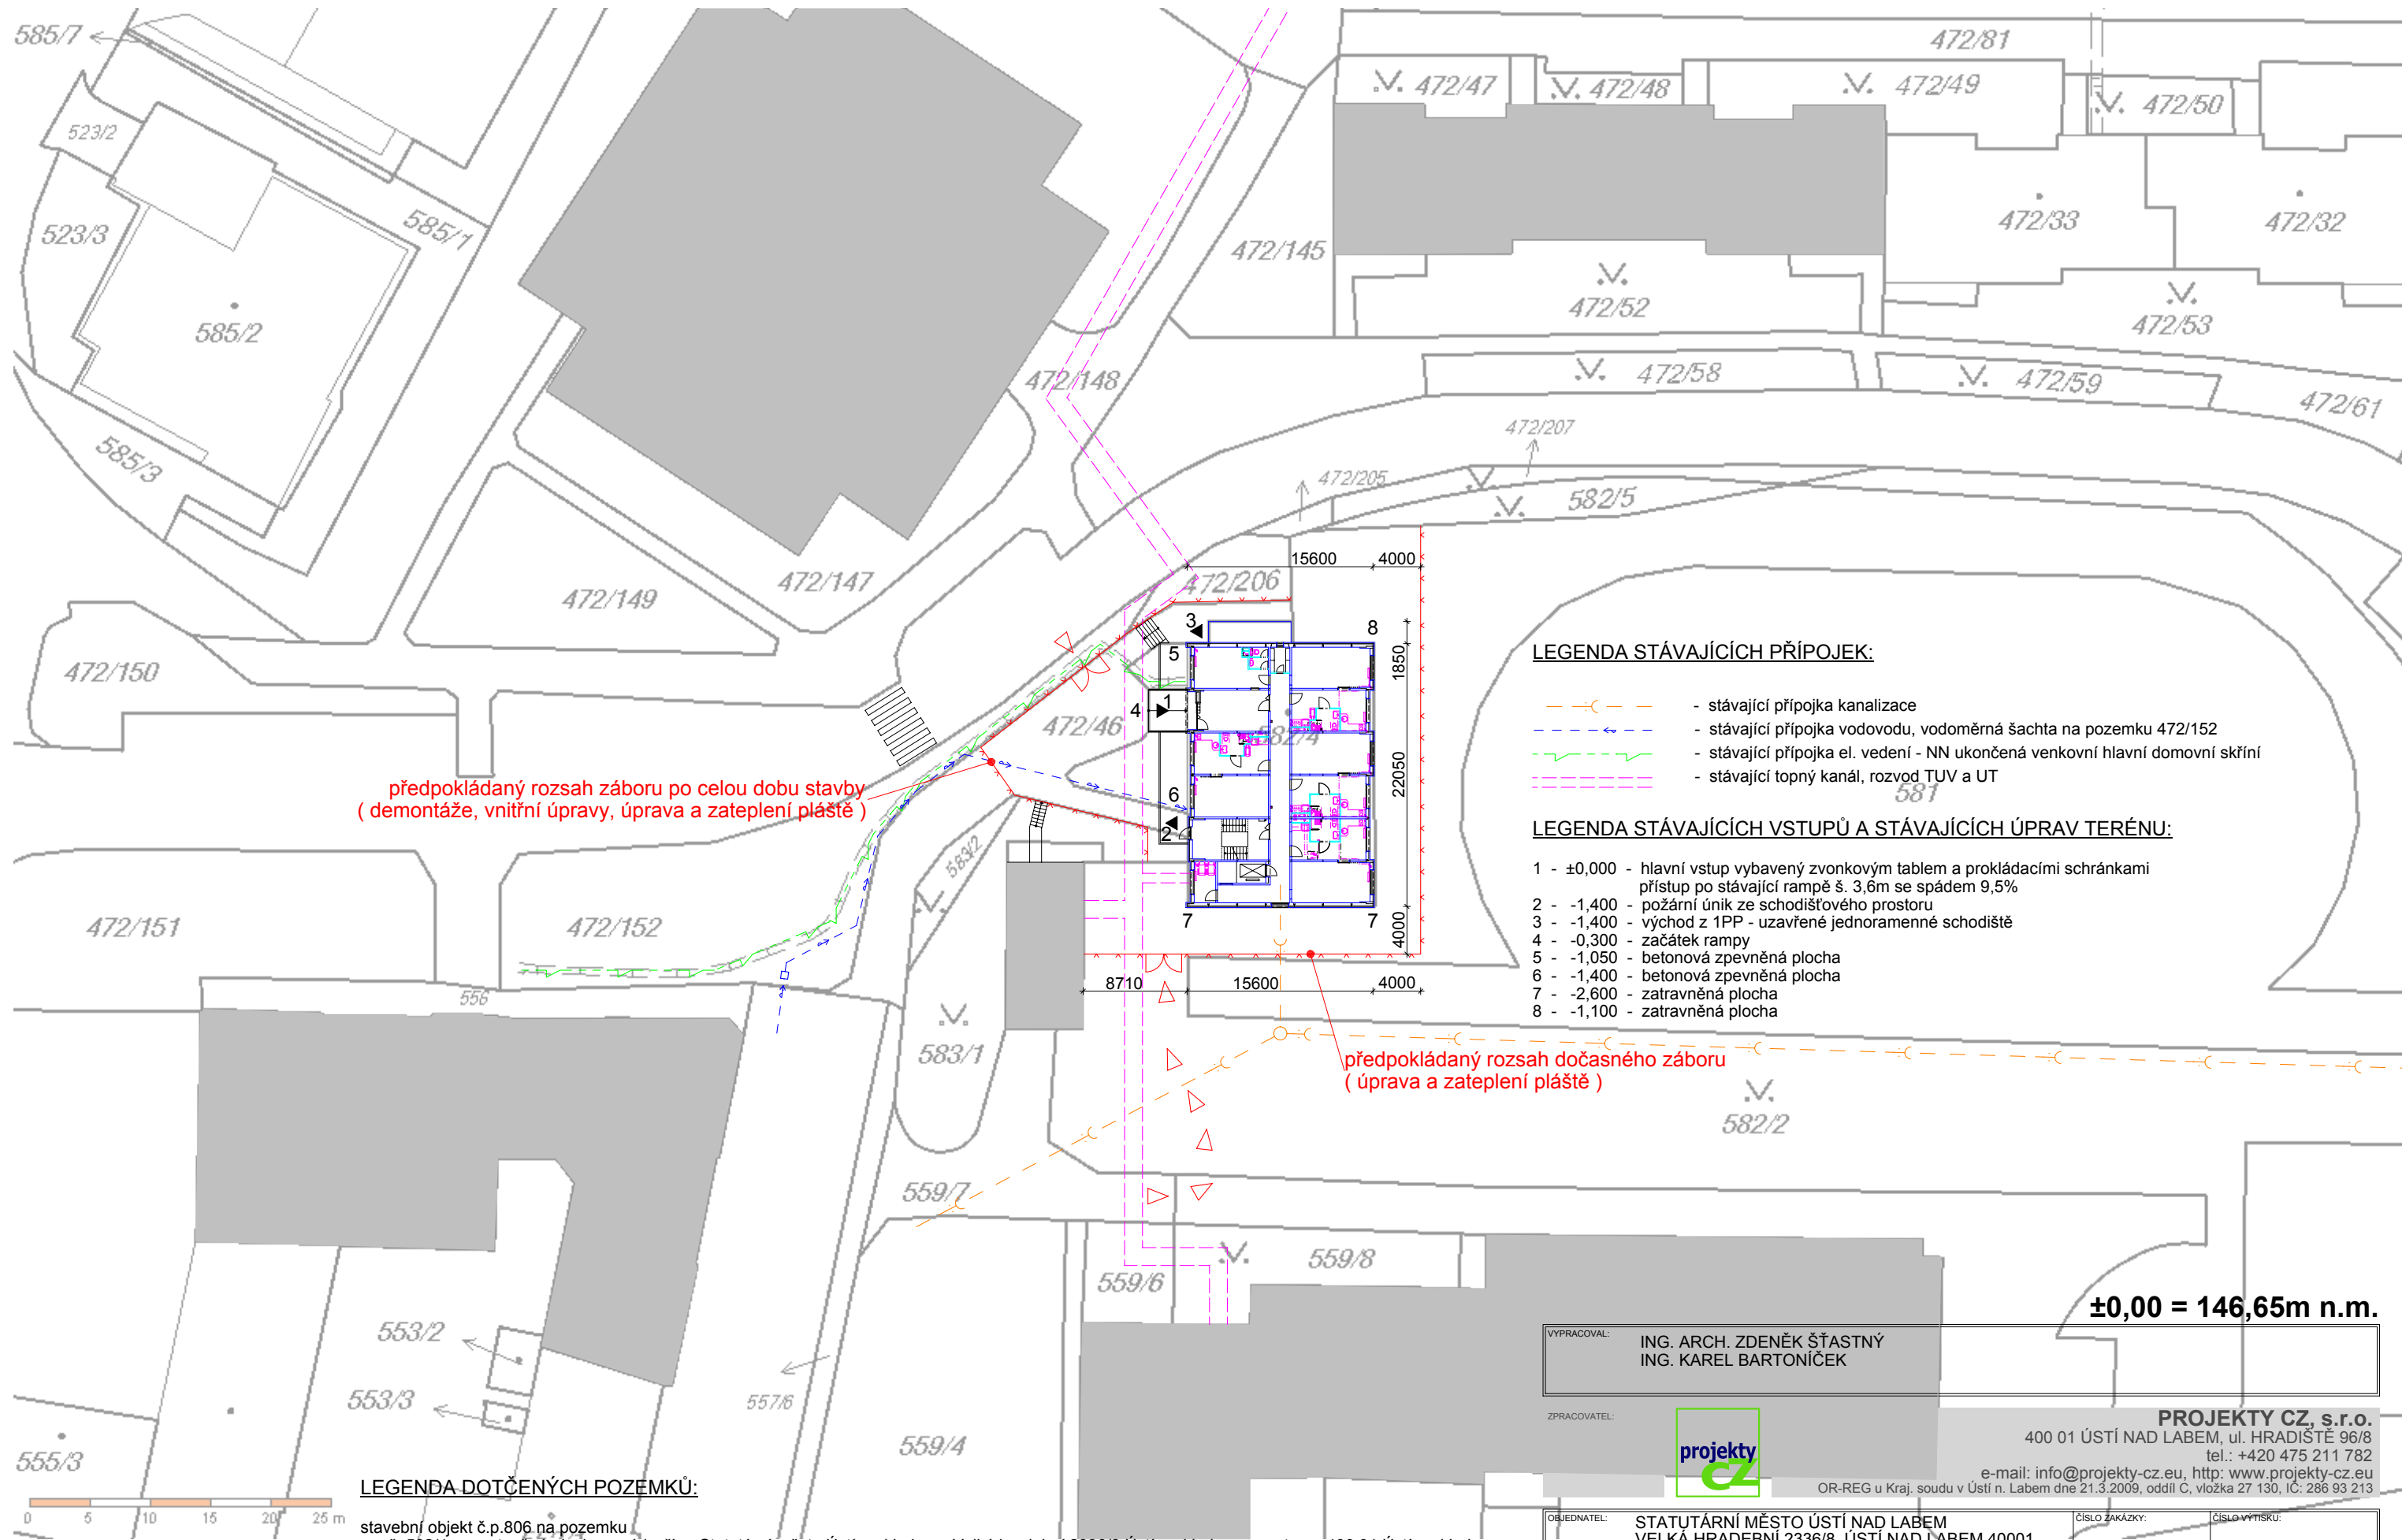 585/7
472/81
472/47
472/48
472/49
472/50
523/2
523/3
585/1
472/145
472/33
472/32
585/2
472/52
472/53
472/148
472/58
472/59
472/61
585/3
472/207
472/205
582/5
472/147
472/149
472/206
15600
4000
3
8
5
1850
472/150
4
1
472/46
582/4
22050
6
2
7
7
4000
8710
15600
4000
předpokládaný rozsah záboru po celou dobu stavby
( demontáže, vnitřní úpravy, úprava a zateplení pláště )
LEGENDA STÁVAJÍCÍCH PŘÍPOJEK:
- stávající přípojka kanalizace
- stávající přípojka vodovodu, vodoměrná šachta na pozemku 472/152
- stávající přípojka el. vedení - NN ukončená venkovní hlavní domovní skříní
- stávající topný kanál, rozvod TUV a UT
581
LEGENDA STÁVAJÍCÍCH VSTUPŮ A STÁVAJÍCÍCH ÚPRAV TERÉNU:
1 - ±0,000 - hlavní vstup vybavený zvonkovým tablem a prokládacími schránkami
přístup po stávající rampě š. 3,6m se spádem 9,5%
2 - -1,400 - požární únik ze schodišťového prostoru
3 - -1,400 - východ z 1PP - uzavřené jednoramenné schodiště
4 - -0,300 - začátek rampy
5 - -1,050 - betonová zpevněná plocha
6 - -1,400 - betonová zpevněná plocha
7 - -2,600 - zatravněná plocha
8 - -1,100 - zatravněná plocha
583/2
472/151
472/152
556
583/1
předpokládaný rozsah dočasného záboru
( úprava a zateplení pláště )
582/2
559/7
559/8
559/6
553/2
553/3
557/6
559/4
555/3
±0,00 = 146,65m n.m.
VYPRACOVAL:
ING. ARCH. ZDENĚK ŠŤASTNÝ
ING. KAREL BARTONÍČEK
ZPRACOVATEL:
projekty
cz
PROJEKTY CZ, s.r.o.
400 01 ÚSTÍ NAD LABEM, ul. HRADIŠTĚ 96/8
tel.: +420 475 211 782
e-mail: info@projekty-cz.eu, http: www.projekty-cz.eu
OR-REG u Kraj. soudu v Ústí n. Labem dne 21.3.2009, oddíl C, vložka 27 130, IČ: 286 93 213
OBJEDNATEL:
STATUTÁRNÍ MĚSTO ÚSTÍ NAD LABEM
VELKÁ HRADEBNÍ 2336/8, ÚSTÍ NAD LABEM 40001
ČÍSLO ZAKÁZKY:
ČÍSLO VÝTISKU:
0 5 10 15 20 25 m
LEGENDA DOTČENÝCH POZEMKŮ:
stavební objekt č.p.806 na pozemku